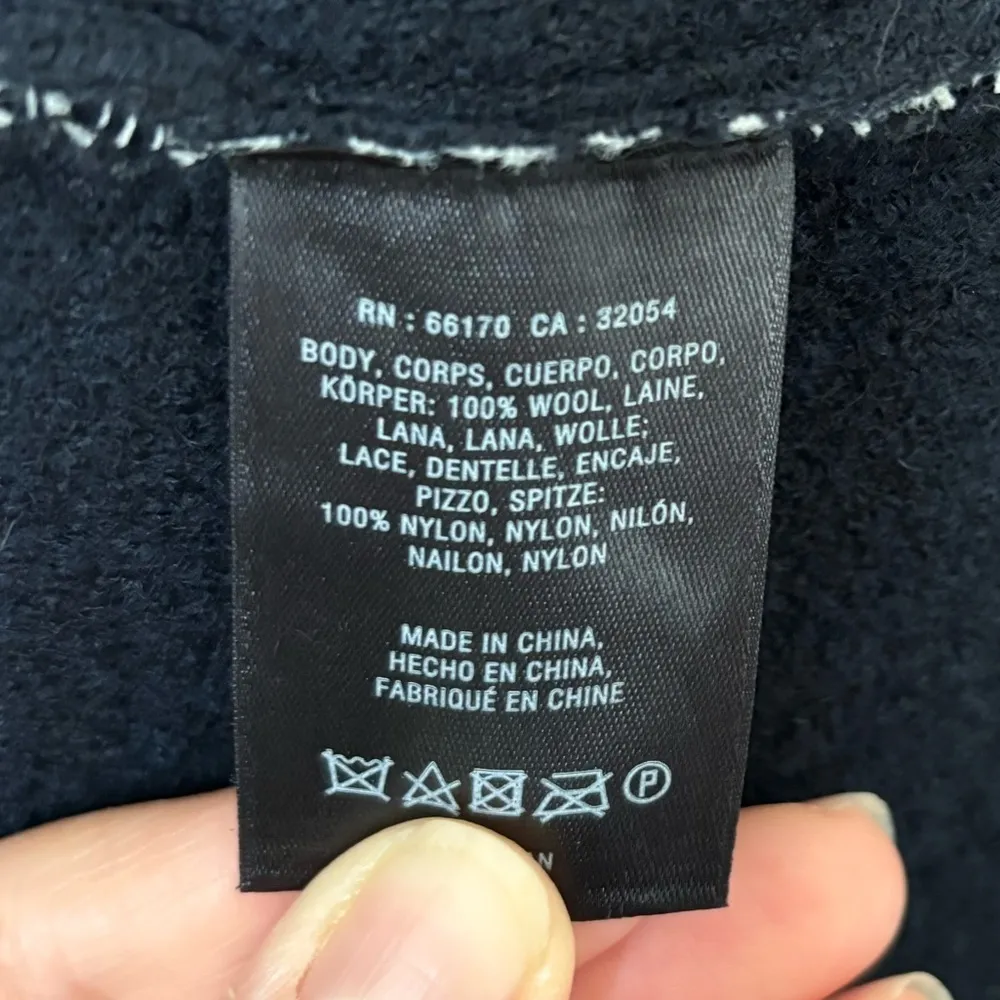 RN : 66170 CA : 32054
BODY, CORPS, CUERPO, CORPO,
KÖRPER: 100% WOOL, LAINE,
LANA, LANA, WOLLE;
LACE, DENTELLE, ENCAJE,
PIZZO, SPITZE:
100% NYLON, NYLON, NILÓN,
NAILON, NYLON
MADE IN CHINA,
HECHO EN CHINA,
FABRIQUÉ EN CHINE
P